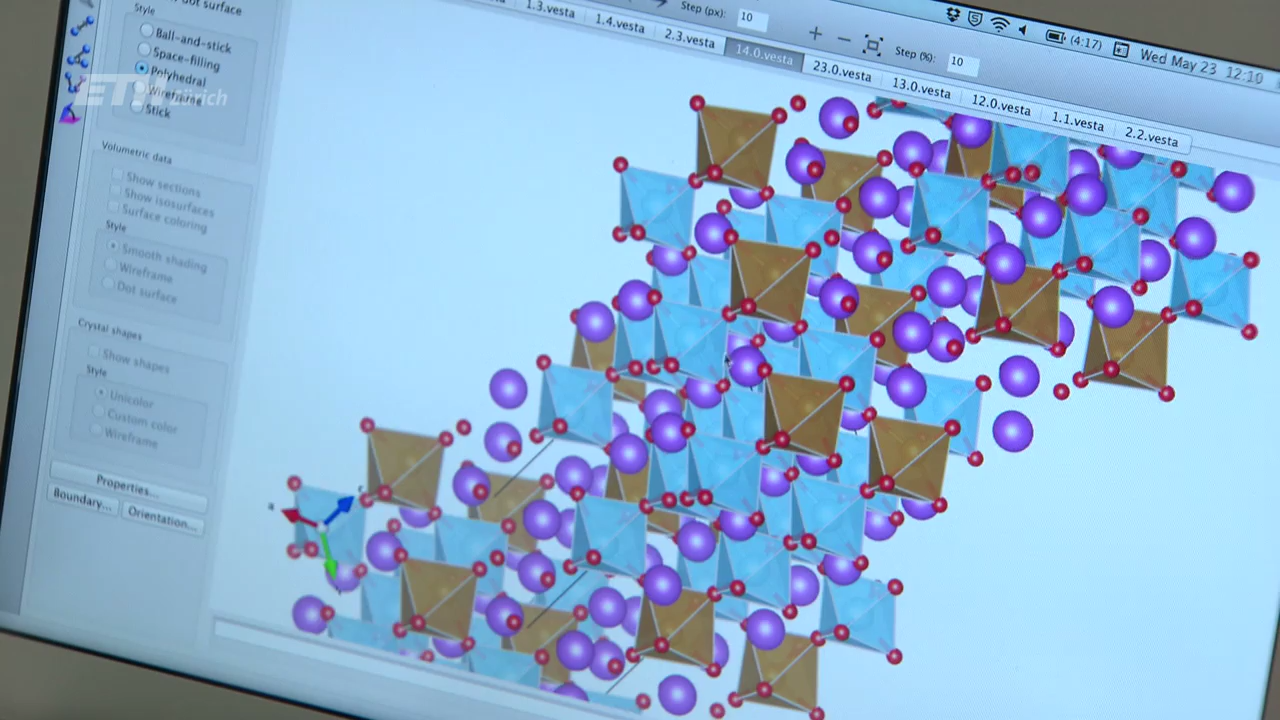 Dot surface
Style
Ball-and-stick
Space-filling
Polyhedral
Wireframe
Stick
ETH zürich
Volumetric data
Show sections
Show isosurfaces
Surface coloring
Style
Smooth shading
Wireframe
Dot surface
Crystal shapes
Show shapes
Style
Unicolor
Custom color
Wireframe
Properties...
Boundary...
Orientation...
Step (px):
10
Step (%):
10
(4:17)
Wed May 23 12:10
1.3.vesta
1.4.vesta
2.3.vesta
14.0.vesta
23.0.vesta
13.0.vesta
12.0.vesta
1.1.vesta
2.2.vesta
a
c